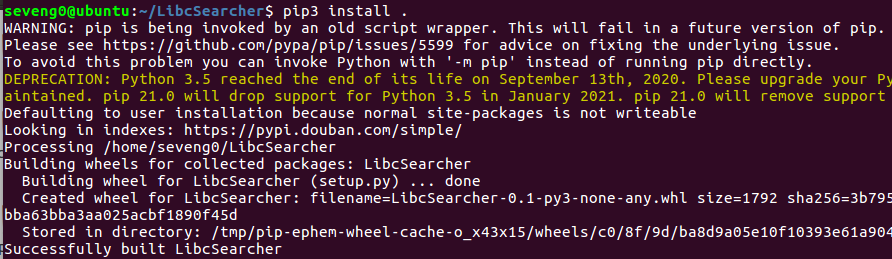 seveng0@ubuntu:~/LibcSearcher$ pip3 install .
WARNING: pip is being invoked by an old script wrapper. This will fail in a future version of pip.
Please see https://github.com/pypa/pip/issues/5599 for advice on fixing the underlying issue.
To avoid this problem you can invoke Python with '-m pip' instead of running pip directly.
DEPRECATION: Python 3.5 reached the end of its life on September 13th, 2020. Please upgrade your Py
aintained. pip 21.0 will drop support for Python 3.5 in January 2021. pip 21.0 will remove support
Defaulting to user installation because normal site-packages is not writeable
Looking in indexes: https://pypi.douban.com/simple/
Processing /home/seveng0/LibcSearcher
Building wheels for collected packages: LibcSearcher
  Building wheel for LibcSearcher (setup.py) ... done
  Created wheel for LibcSearcher: filename=LibcSearcher-0.1-py3-none-any.whl size=1792 sha256=3b795
bba63bba3aa025acbf1890f45d
  Stored in directory: /tmp/pip-ephem-wheel-cache-o_x43x15/wheels/c0/8f/9d/ba8d9a05e10f10393e61a904
Successfully built LibcSearcher